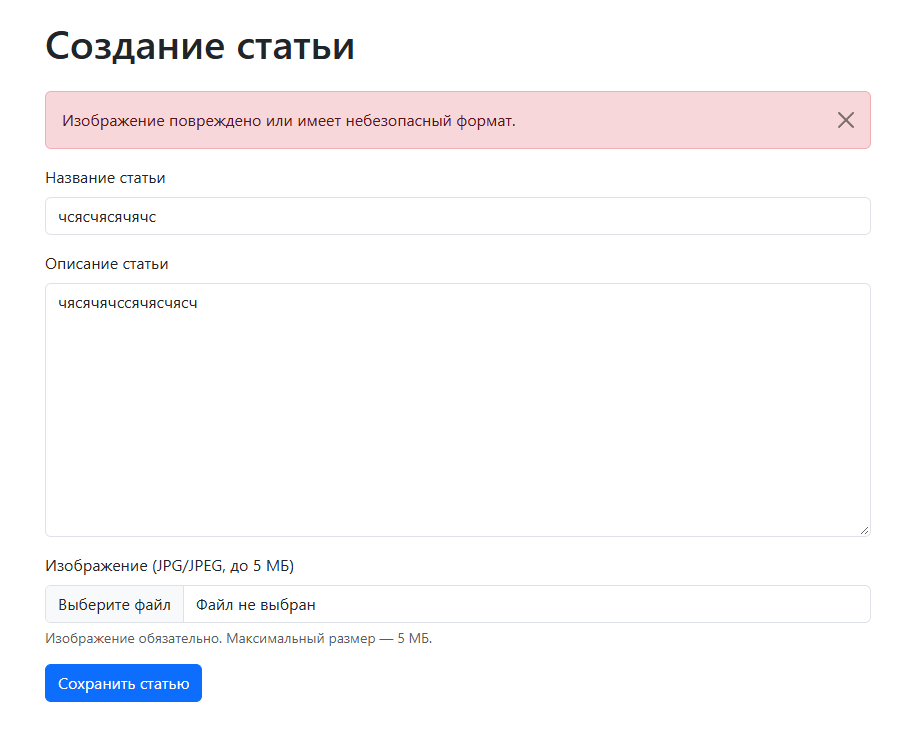 Создание статьи
Изображение повреждено или имеет небезопасный формат.
Название статьи
чсясчясячячс
Описание статьи
чясячячссячясчясч
Изображение (JPG/JPEG, до 5 МБ)
Выберите файл Файл не выбран
Изображение обязательно. Максимальный размер — 5 МБ.
Сохранить статью